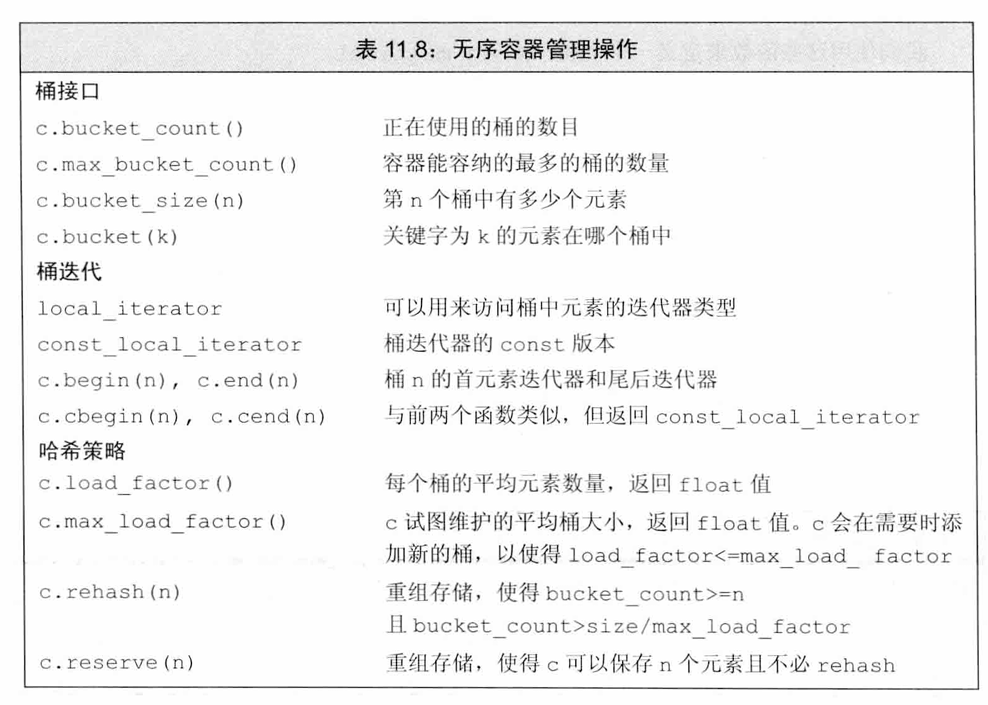 表 11.8：无序容器管理操作
桶接口
c.bucket_count() 正在使用的桶的数目
c.max_bucket_count() 容器能容纳的最多的桶的数量
c.bucket_size(n) 第 n 个桶中有多少个元素
c.bucket(k) 关键字为 k 的元素在哪个桶中
桶迭代
local_iterator 可以用来访问桶中元素的迭代器类型
const_local_iterator 桶迭代器的 const 版本
c.begin(n), c.end(n) 桶 n 的首元素迭代器和尾后迭代器
c.cbegin(n), c.cend(n) 与前两个函数类似，但返回 const_local_iterator
哈希策略
c.load_factor() 每个桶的平均元素数量，返回 float 值
c.max_load_factor() c 试图维护的平均桶大小，返回 float 值。c 会在需要时添
加新的桶，以使得 load_factor<=max_load_ factor
c.rehash(n) 重组存储，使得 bucket_count>=n
且 bucket_count>size/max_load_factor
c.reserve(n) 重组存储，使得 c 可以保存 n 个元素且不必 rehash